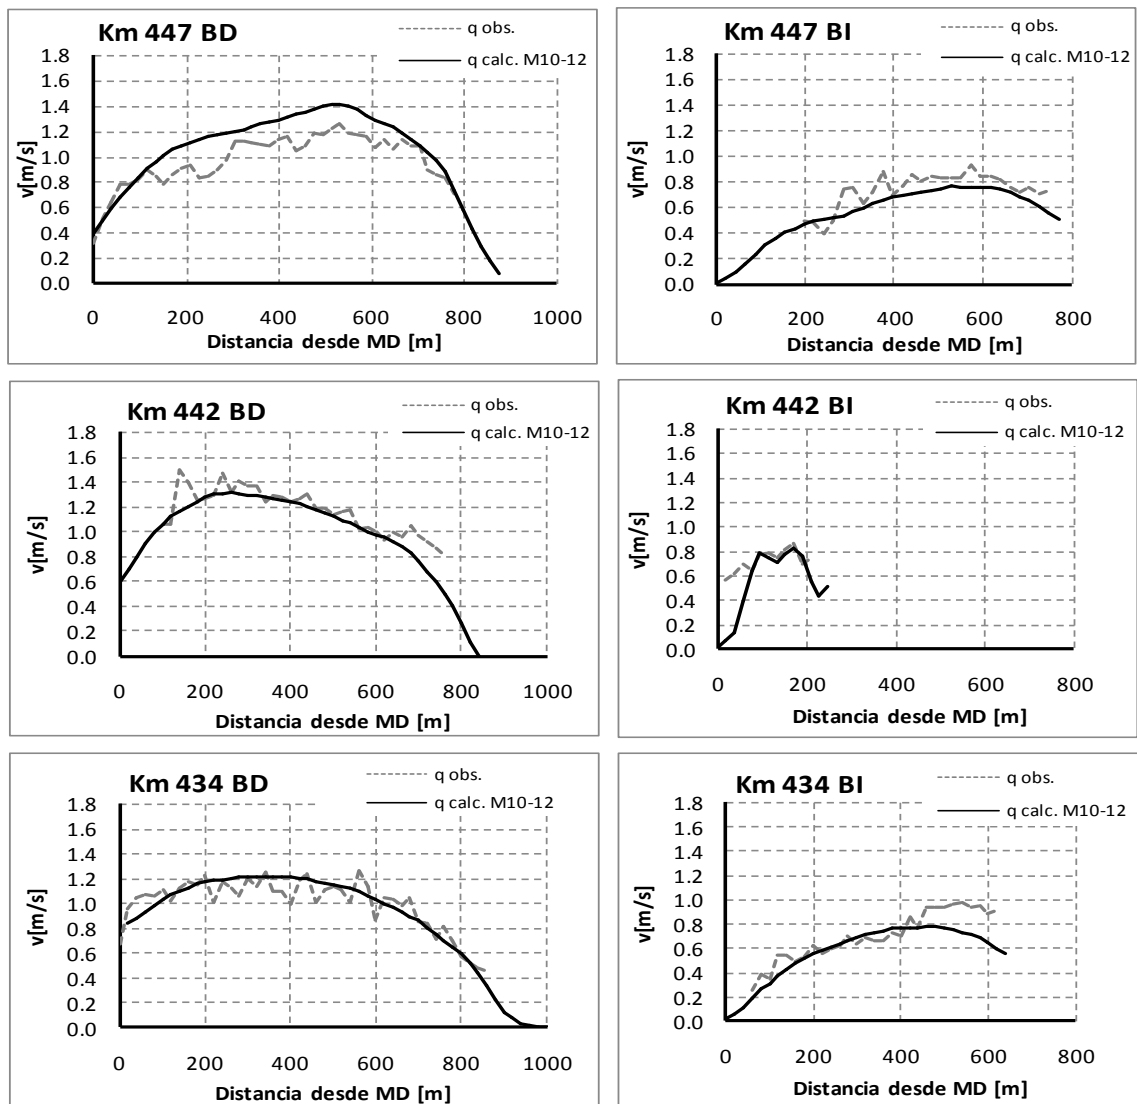 Km 447 BD
q obs.
q calc. M10-12
v[m/s]
1.8
1.6
1.4
1.2
1.0
0.8
0.6
0.4
0.2
0.0
0 200 400 600 800 1000
Distancia desde MD [m]
Km 447 BI
q obs.
q calc. M10-12
v[m/s]
1.8
1.6
1.4
1.2
1.0
0.8
0.6
0.4
0.2
0.0
0 200 400 600 800
Distancia desde MD [m]
Km 442 BD
q obs.
q calc. M10-12
v[m/s]
1.8
1.6
1.4
1.2
1.0
0.8
0.6
0.4
0.2
0.0
0 200 400 600 800 1000
Distancia desde MD [m]
Km 442 BI
q obs.
q calc. M10-12
v[m/s]
1.8
1.6
1.4
1.2
1.0
0.8
0.6
0.4
0.2
0.0
0 200 400 600 800
Distancia desde MD [m]
Km 434 BD
q obs.
q calc. M10-12
v[m/s]
1.8
1.6
1.4
1.2
1.0
0.8
0.6
0.4
0.2
0.0
0 200 400 600 800 1000
Distancia desde MD [m]
Km 434 BI
q obs.
q calc. M10-12
v[m/s]
1.8
1.6
1.4
1.2
1.0
0.8
0.6
0.4
0.2
0.0
0 200 400 600 800
Distancia desde MD [m]